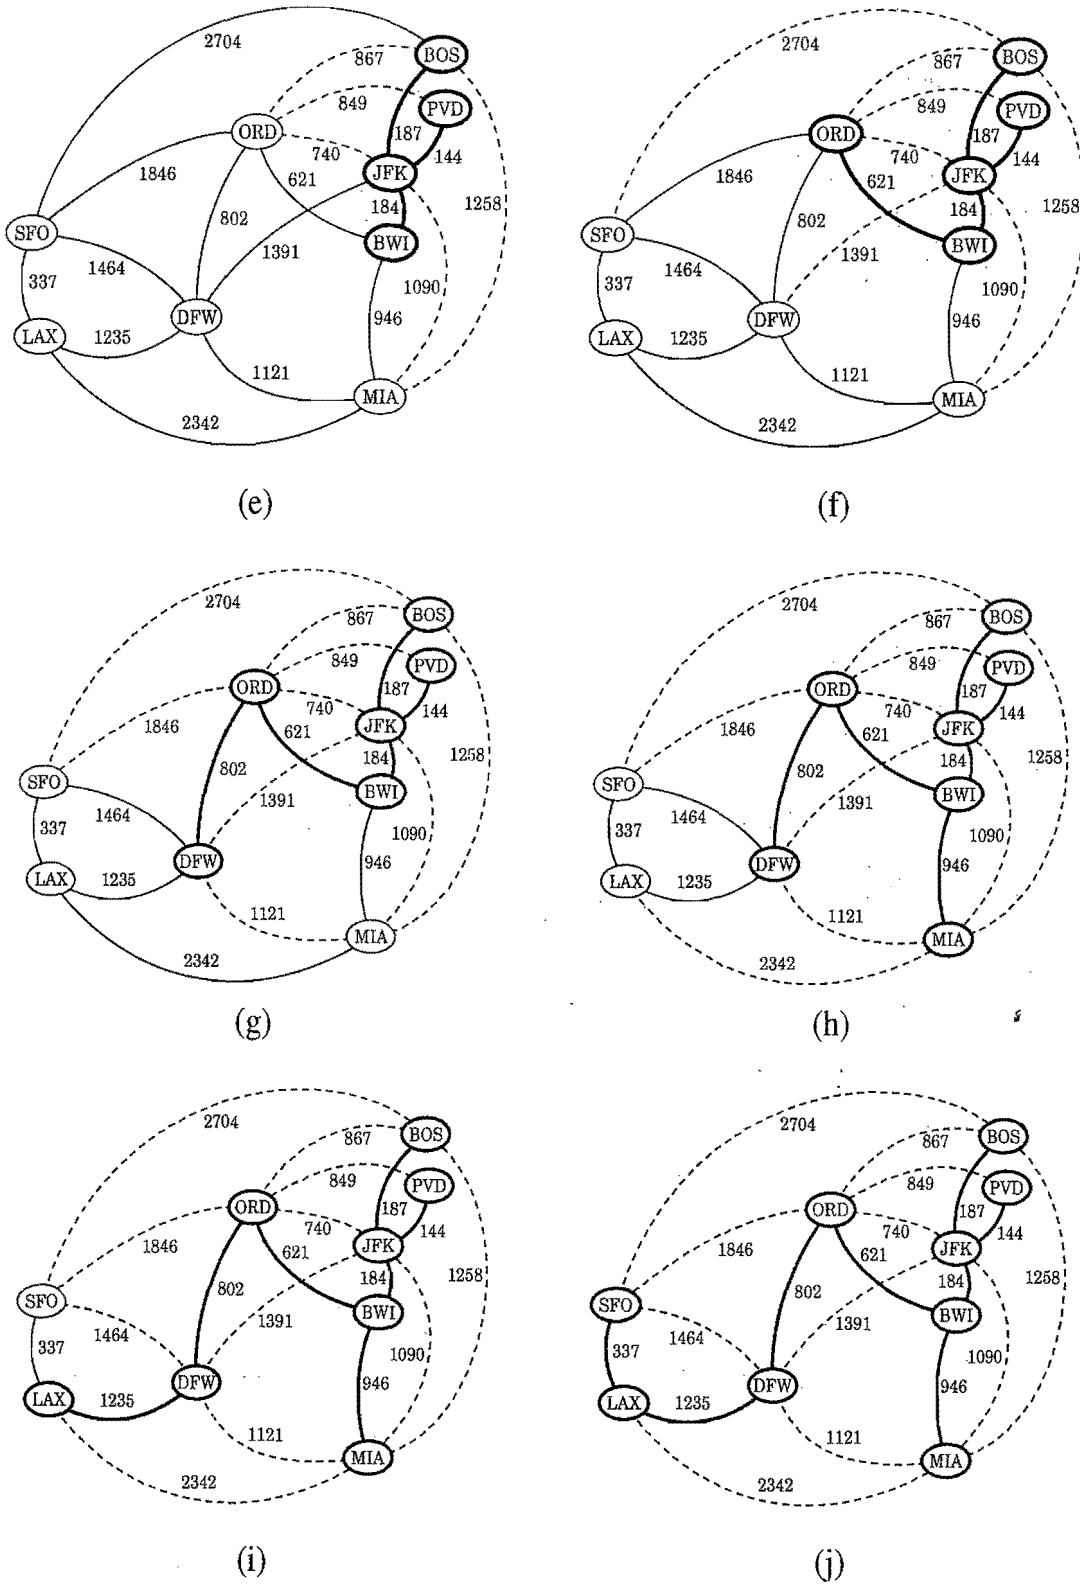 2704
867
BOS
849
PVD
ORD
187
144
740
JFK
1846
621
184
1258
802
SFO
1391
BWI
1464
337
1090
DFW
946
LAX
1235
1121
MIA
2342
(e)
2704
867
BOS
849
PVD
ORD
187
144
740
JFK
1846
621
184
1258
802
SFO
1391
BWI
1464
337
1090
DFW
946
LAX
1235
1121
MIA
2342
(f)
2704
867
BOS
849
PVD
ORD
187
144
740
JFK
1846
621
184
1258
802
SFO
1391
BWI
1464
337
1090
DFW
946
LAX
1235
1121
MIA
2342
(g)
2704
867
BOS
849
PVD
ORD
187
144
740
JFK
1846
621
184
1258
802
SFO
1391
BWI
1464
337
1090
DFW
946
LAX
1235
1121
MIA
2342
(h)
2704
867
BOS
849
PVD
ORD
187
144
740
JFK
1846
621
184
1258
802
SFO
1391
BWI
1464
337
1090
DFW
946
LAX
1235
1121
MIA
2342
(i)
2704
867
BOS
849
PVD
ORD
187
144
740
JFK
1846
621
184
1258
802
SFO
1391
BWI
1464
337
1090
DFW
946
LAX
1235
1121
MIA
2342
(j)